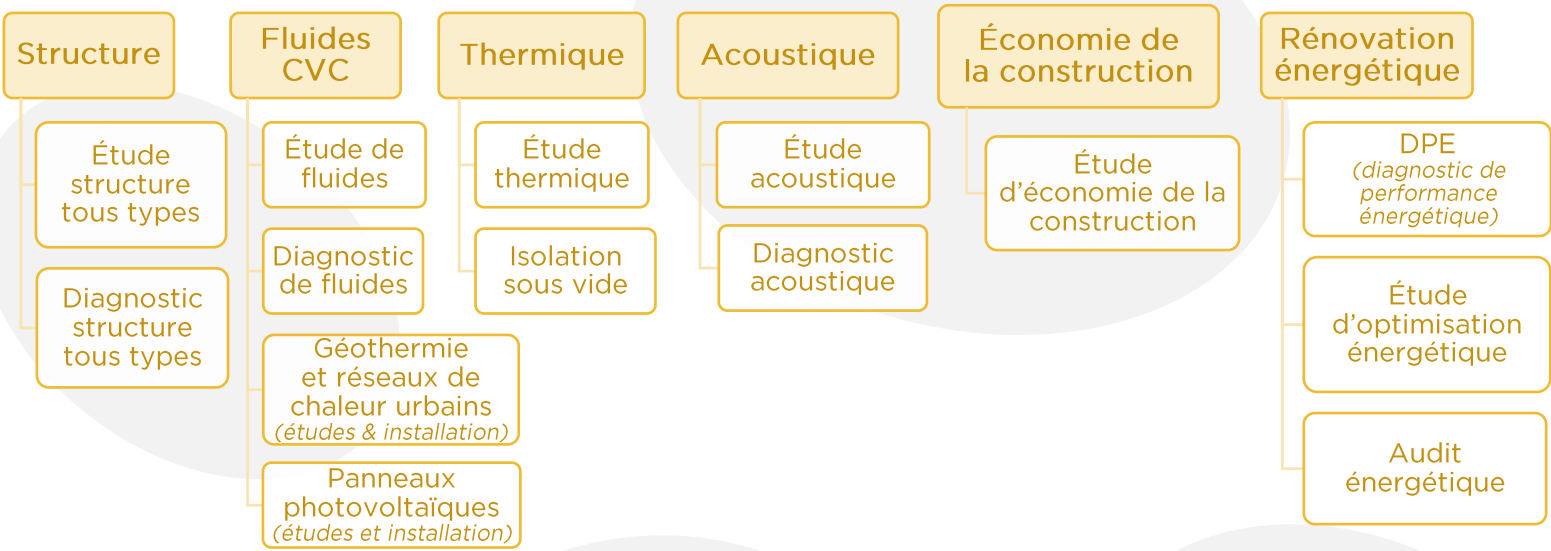 Structure
Étude
structure
tous types
Diagnostic
structure
tous types
Fluides
CVC
Étude de
fluides
Diagnostic
de fluides
Géothermie
et réseaux de
chaleur urbains
(études & installation)
Panneaux
photovoltaïques
(études et installation)
Thermique
Étude
thermique
Isolation
sous vide
Acoustique
Étude
acoustique
Diagnostic
acoustique
Économie de
la construction
Étude
d’économie de la
construction
Rénovation
énergétique
DPE
(diagnostic de
performance
énergétique)
Étude
d’optimisation
énergétique
Audit
énergétique